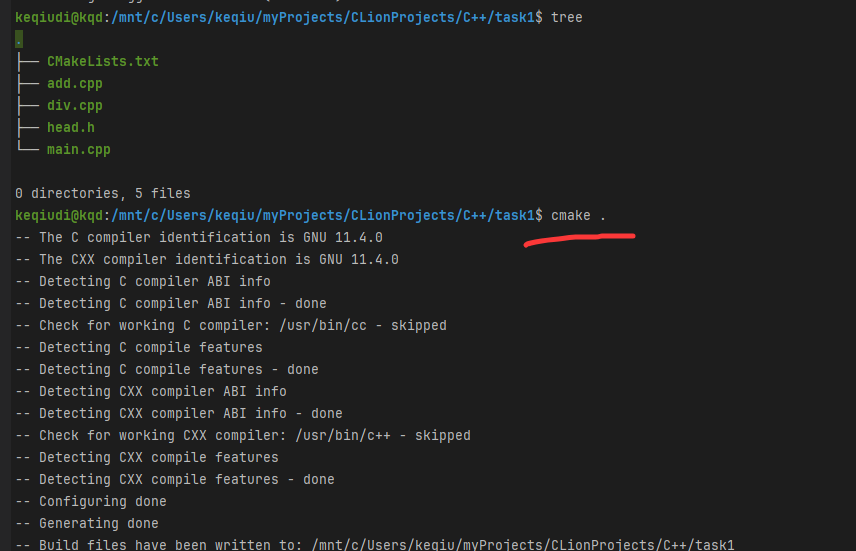 keqiudi@kqd:/mnt/c/Users/keqiu/myProjects/CLionProjects/C++/task1$ tree
.
├── CMakeLists.txt
├── add.cpp
├── div.cpp
├── head.h
└── main.cpp
0 directories, 5 files
keqiudi@kqd:/mnt/c/Users/keqiu/myProjects/CLionProjects/C++/task1$ cmake .
-- The C compiler identification is GNU 11.4.0
-- The CXX compiler identification is GNU 11.4.0
-- Detecting C compiler ABI info
-- Detecting C compiler ABI info - done
-- Check for working C compiler: /usr/bin/cc - skipped
-- Detecting C compile features
-- Detecting C compile features - done
-- Detecting CXX compiler ABI info
-- Detecting CXX compiler ABI info - done
-- Check for working CXX compiler: /usr/bin/c++ - skipped
-- Detecting CXX compile features
-- Detecting CXX compile features - done
-- Configuring done
-- Generating done
-- Build files have been written to: /mnt/c/Users/keqiu/myProjects/CLionProjects/C++/task1